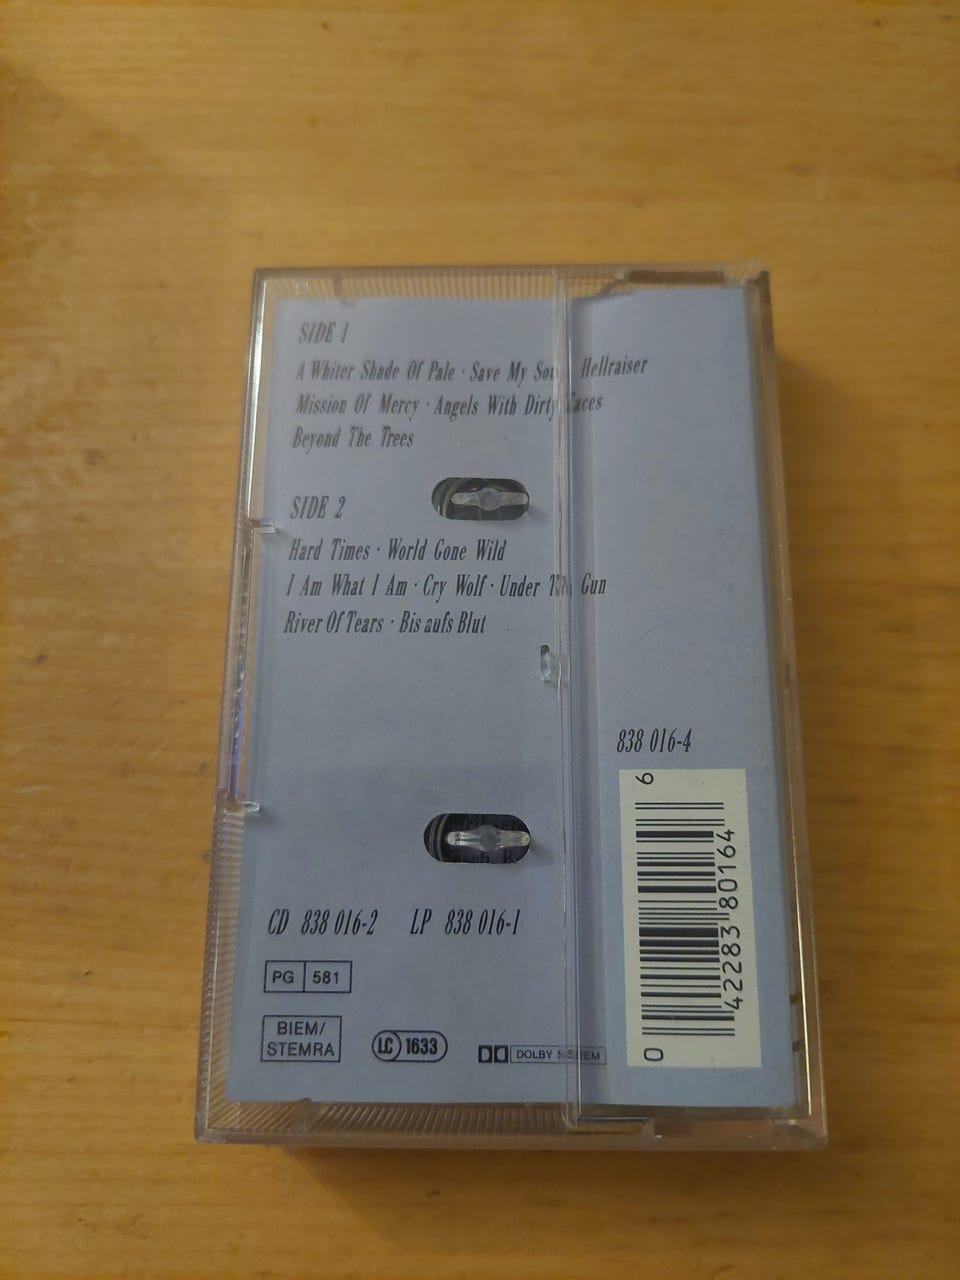 SIDE 1
A Whiter Shade Of Pale · Save My Soul · Hellraiser
Mission Of Mercy · Angels With Dirty Faces
Beyond The Trees
SIDE 2
Hard Times · World Gone Wild
I Am What I Am · Cry Wolf · Under The Gun
River Of Tears · Bis aufs Blut
838 016-4
0 42283 80164 6
CD 838 016-2 LP 838 016-1
PG 581
BIEM/
STEMRA
LC 1633
DOLBY SYSTEM